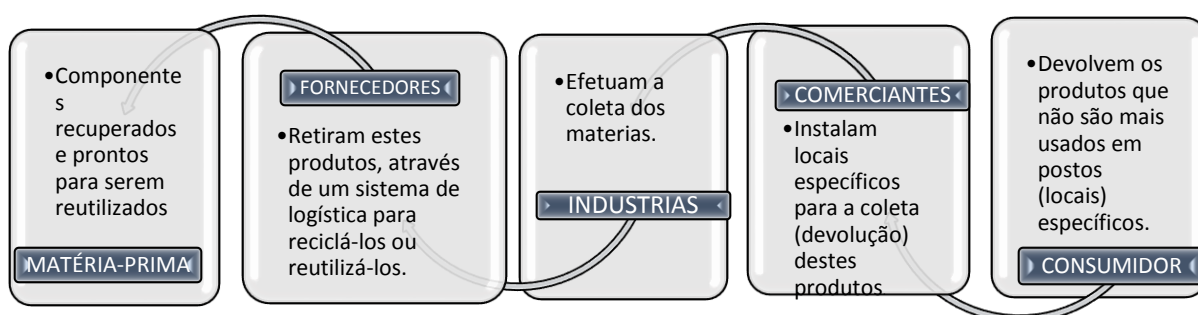 •Componente
s
recuperados
e prontos
para serem
reutilizados
MATÉRIA-PRIMA
FORNECEDORES
•Retiram estes
produtos, através
de um sistema de
logística para
reciclá-los ou
reutilizá-los.
•Efetuam a
coleta dos
materias.
INDUSTRIAS
COMERCIANTES
•Instalam
locais
específicos
para a coleta
(devolução)
destes
produtos
•Devolvem os
produtos que
não são mais
usados em
postos
(locais)
específicos.
CONSUMIDOR